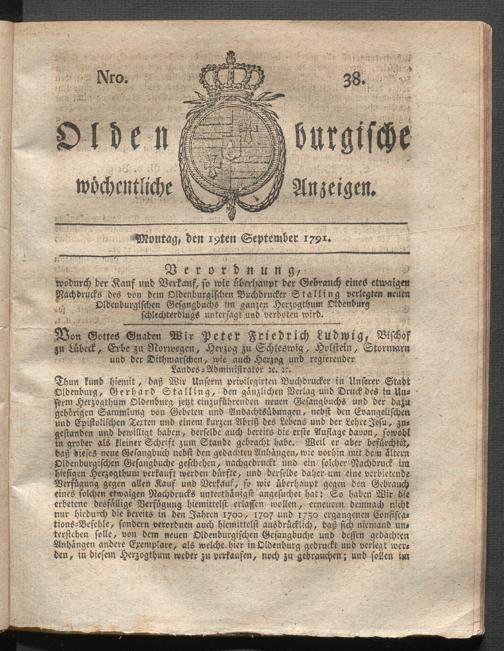 Nro. 38.
Oldenburgische
wöchentliche Anzeigen.
Montag, den 19ten September 1791.
Verordnung,
wodurch der Kauf und Verkauf, so wie überhaupt der Gebrauch eines etwaigen
Nachdrucks des von dem Oldenburgischen Buchdrucker Stalling verlegten neuen
Oldenburgischen Gesangbuchs im ganzen Herzogthum Oldenburg
schlechterdings untersagt und verboten wird.
Von Gottes Gnaden Wir Peter Friedrich Ludwig, Bischof
zu Lübeck, Erbe zu Norwegen, Herzog zu Schleswig, Holstein, Stormarn
und der Dithmarschen, wie auch Herzog und regierender
Landes-Administrator ꝛc. ꝛc.
Thun kund hiemit, daß Wir Unserm privilegirten Buchdrucker in Unserer Stadt
Oldenburg, Gerhard Stalling, den gänzlichen Verlag und Druck des in Un-
serm Herzogthum Oldenburg jetzt einzuführenden neuen Gesangbuchs und der dazu
gehörigen Sammlung von Gebeten und Andachtsübungen, nebst den Evangelischen
und Epistolischen Texten und einem kurzen Abriß des Lebens und der Lehre Jesu, zu-
gestanden und bewilligt haben, derselbe auch bereits die erste Auflage davon, sowohl
in grober als kleiner Schrift zum Stande gebracht habe. Weil er aber befürchtet,
daß dieses neue Gesangbuch nebst den gedachten Anhängen, wie vorhin mit dem ältern
Oldenburgischen Gesangbuche geschehen, nachgedruckt und ein solcher Nachdruck im
hiesigen Herzogthum verkauft werden dürfte, und derselbe daher um eine verbietende
Verfügung gegen allen Kauf und Verkauf, so wie überhaupt gegen den Gebrauch
eines solchen etwaigen Nachdrucks unterthänigst angesuchet hat: So haben Wir die
erbetene desfällige Verfügung hiemittelst erlassen wollen, erneuern demnach nicht
nur hiedurch die bereits in den Jahren 1700, 1707 und 1750 ergangenen Confisca-
tions-Befehle, sondern verordnen auch hiemittelst ausdrücklich, daß sich niemand un-
terstehen solle, von dem neuen Oldenburgischen Gesangbuche und dessen gedachten
Anhängen andere Exemplare, als welche hier in Oldenburg gedruckt und verlegt wer-
den, in diesem Herzogthum weder zu verkaufen, noch zu gebrauchen; und sollen im